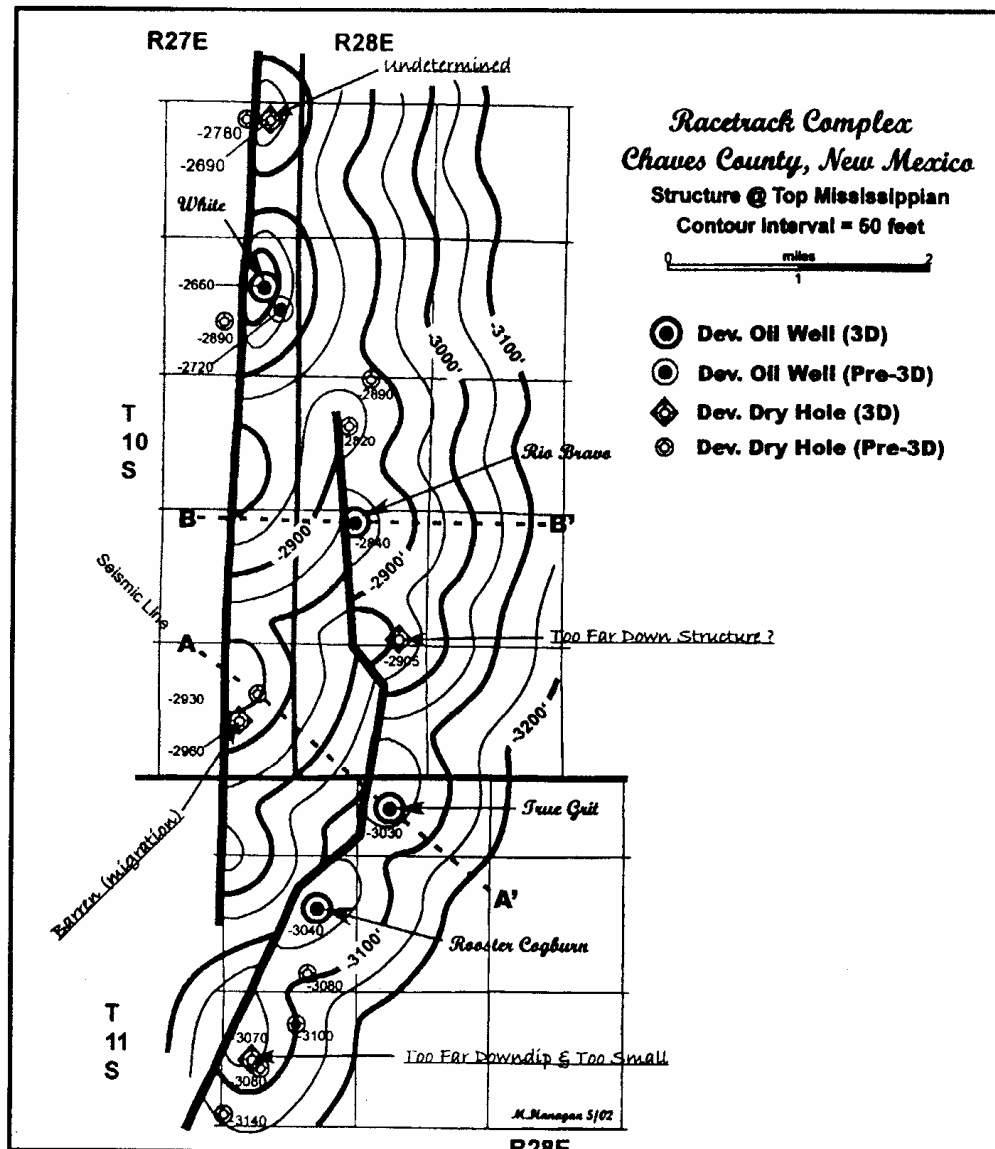 R27E
R28E
Undetermined
-2780
-2690
Racetrack Complex
Chaves County, New Mexico
Structure @ Top Mississippian
Contour Interval = 50 feet
0 miles 2
1
White
-2660
-2890
-2720
-3000'
-3100'
Dev. Oil Well (3D)
Dev. Oil Well (Pre-3D)
Dev. Dry Hole (3D)
Dev. Dry Hole (Pre-3D)
-2890
T
10
S
-2820
Rio Bravo
B
B'
-2840
-2900'
-2900'
Seismic Line
A
Too Far Down Structure ?
-2905
-2930
-2960
-3200'
True Grit
-3030
Barren (migration)
A'
-3040
Rooster Cogburn
-3100'
-3080
T
11
S
-3100
-3070
Too Far Downdip & Too Small
-3080
-3140
M. Hanagan 5/02
R28E